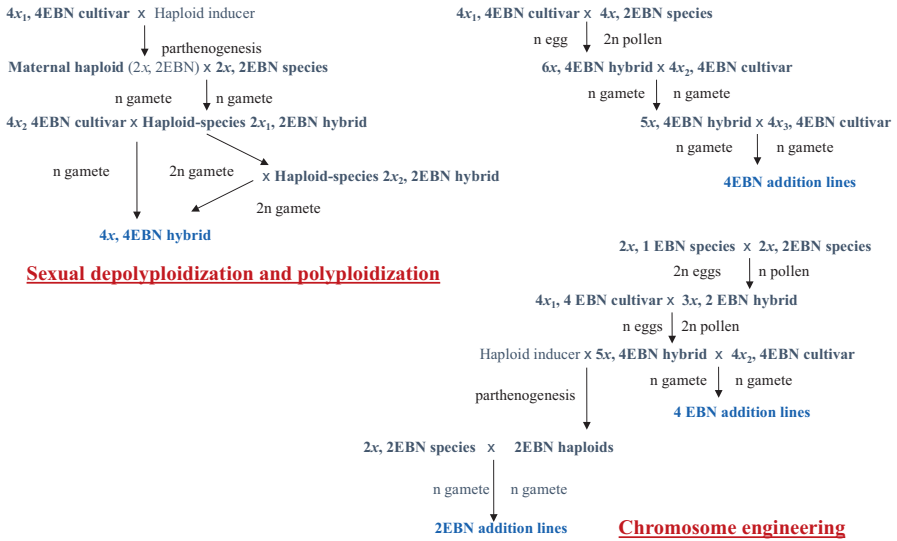 4x₁, 4EBN cultivar x Haploid inducer
parthenogenesis
Maternal haploid (2x, 2EBN) x 2x, 2EBN species
n gamete n gamete
4x₂ 4EBN cultivar x Haploid-species 2x₁, 2EBN hybrid
n gamete 2n gamete
x Haploid-species 2x₂, 2EBN hybrid
2n gamete
4x, 4EBN hybrid
Sexual depolyploidization and polyploidization
4x₁, 4EBN cultivar x 4x, 2EBN species
n egg 2n pollen
6x, 4EBN hybrid x 4x₂, 4EBN cultivar
n gamete n gamete
5x, 4EBN hybrid x 4x₃, 4EBN cultivar
n gamete n gamete
4EBN addition lines
2x, 1 EBN species x 2x, 2EBN species
2n eggs n pollen
4x₁, 4 EBN cultivar x 3x, 2 EBN hybrid
n eggs 2n pollen
Haploid inducer x 5x, 4EBN hybrid x 4x₂, 4EBN cultivar
n gamete n gamete
parthenogenesis
4 EBN addition lines
2x, 2EBN species x 2EBN haploids
n gamete n gamete
2EBN addition lines
Chromosome engineering